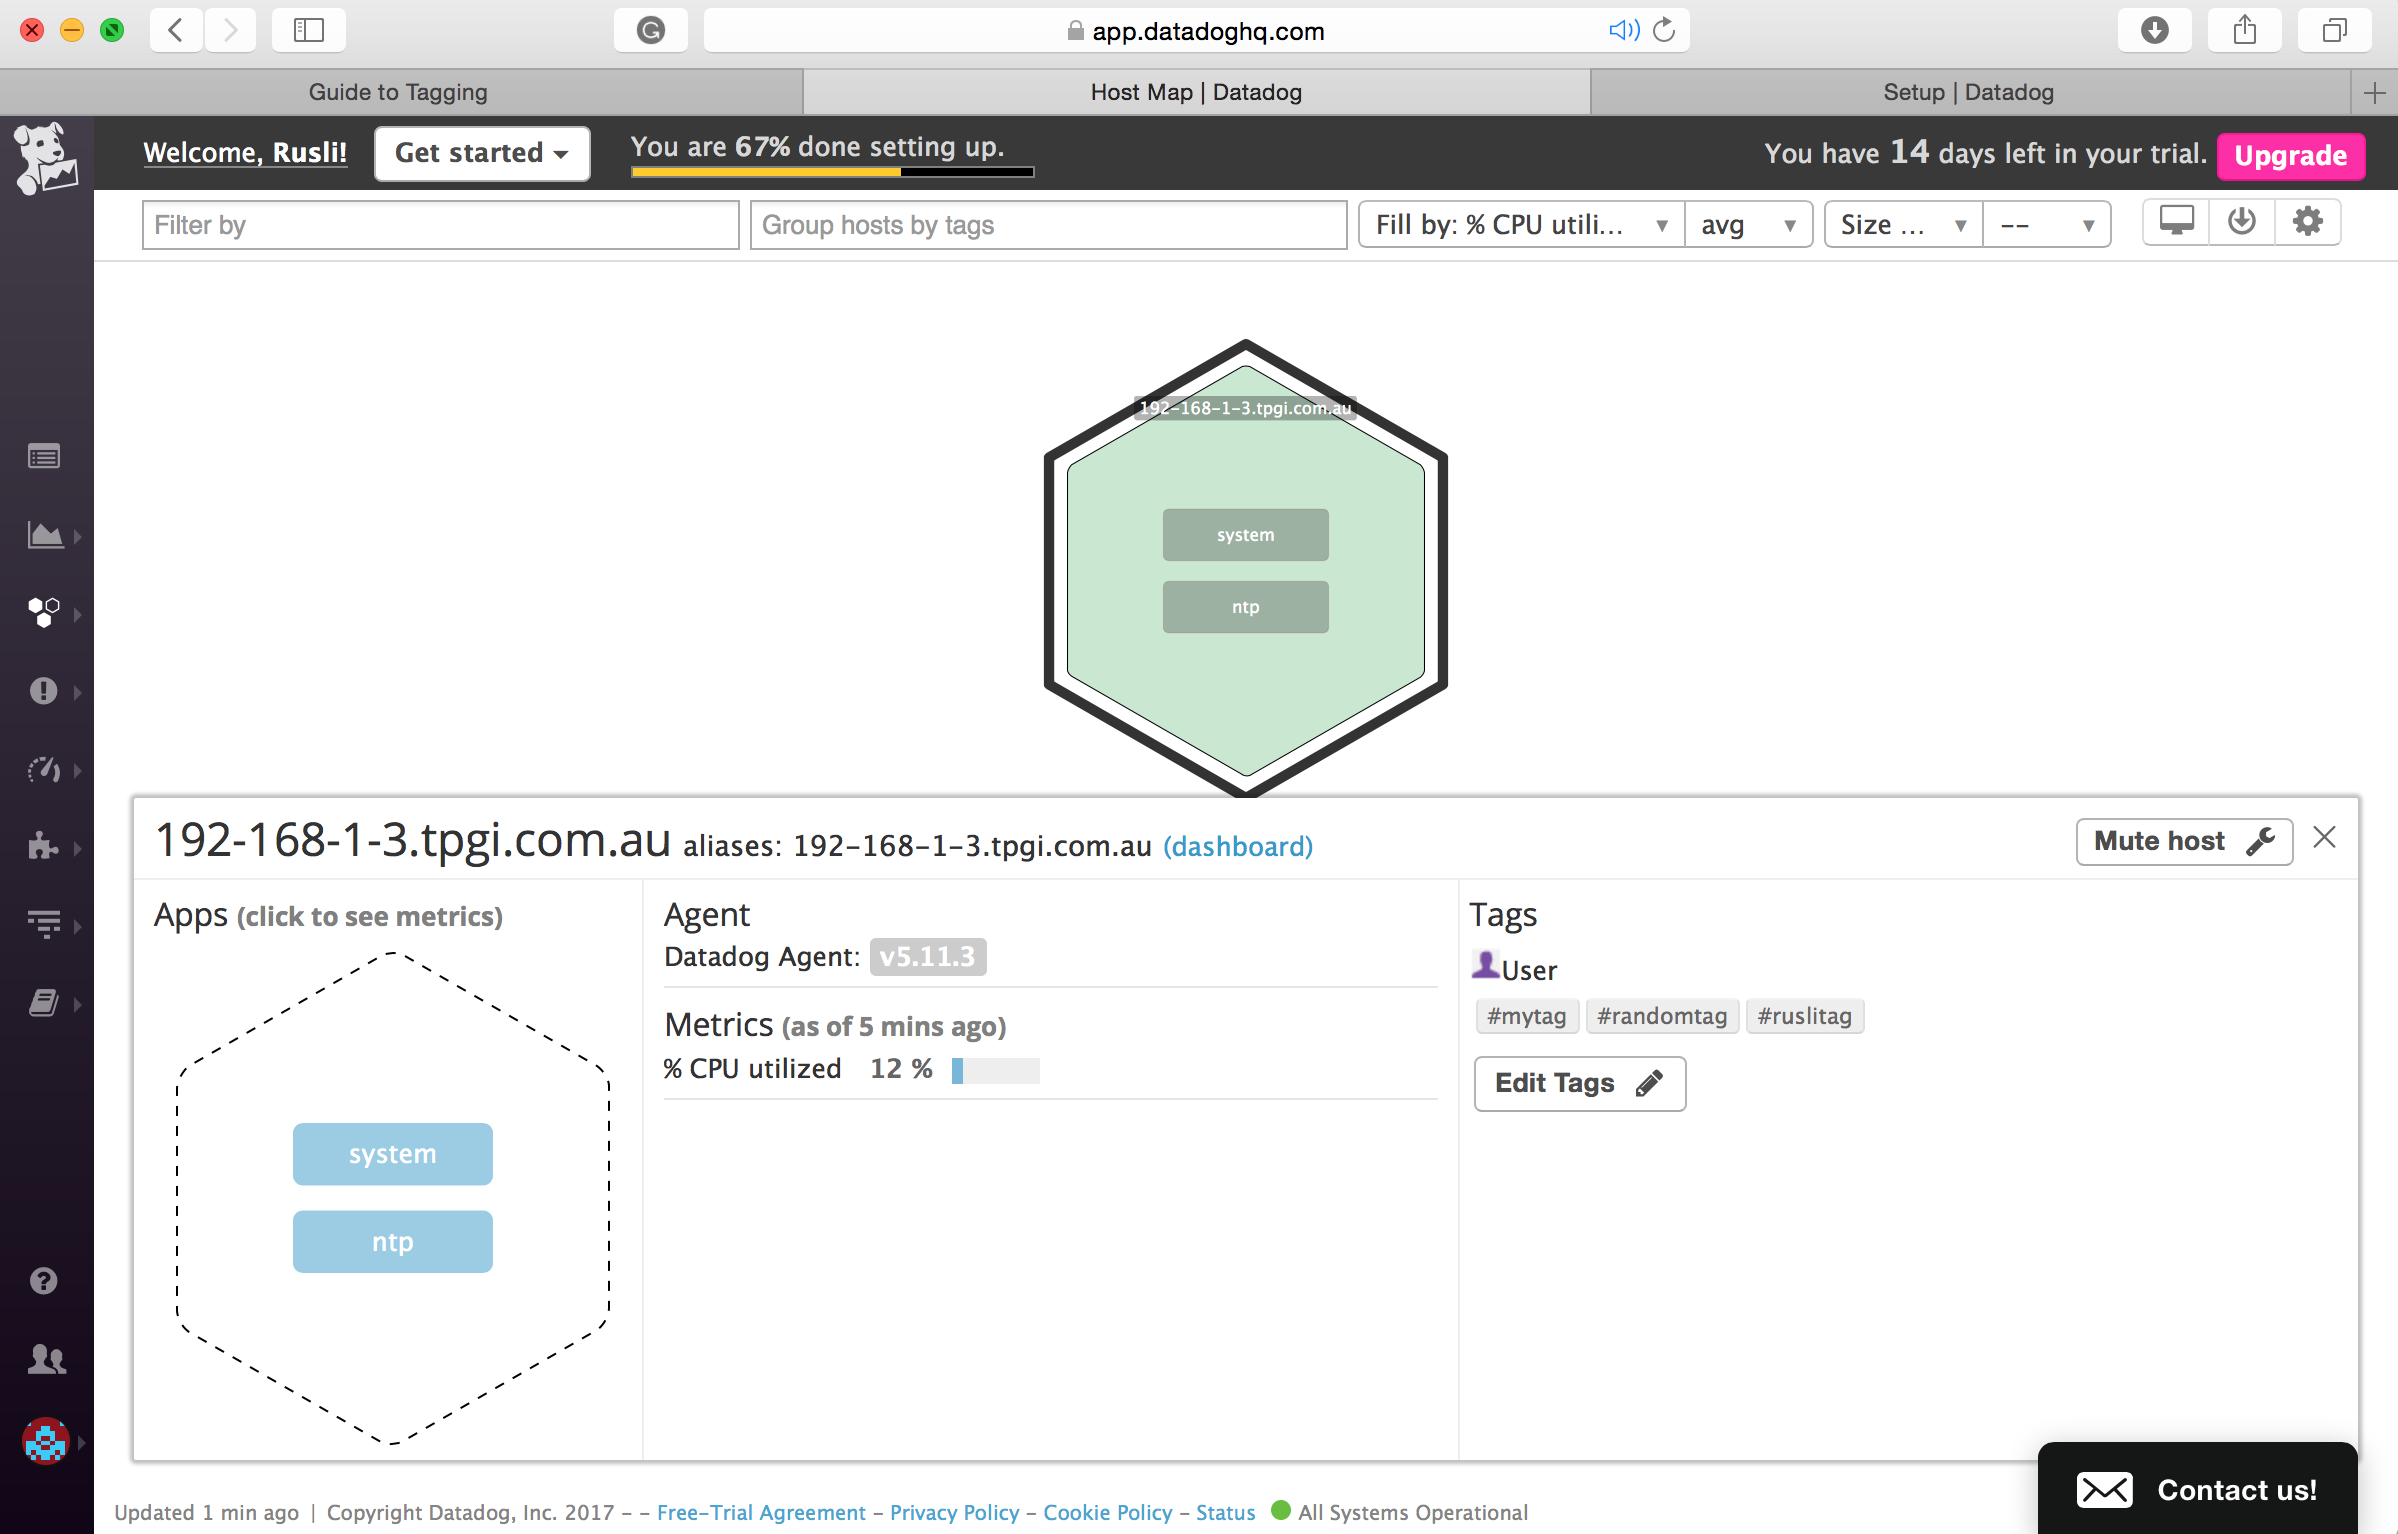 app.datadoghq.com
Guide to Tagging
Host Map | Datadog
Setup | Datadog
Welcome, Rusli!
Get started
You are 67% done setting up.
You have 14 days left in your trial.
Upgrade
Filter by
Group hosts by tags
Fill by: % CPU utili...
avg
Size ...
--
192-168-1-3.tpgi.com.au
system
ntp
192-168-1-3.tpgi.com.au aliases: 192-168-1-3.tpgi.com.au (dashboard)
Mute host
Apps (click to see metrics)
system
ntp
Agent
Datadog Agent: v5.11.3
Metrics (as of 5 mins ago)
% CPU utilized 12 %
Tags
User
#mytag #randomtag #ruslitag
Edit Tags
Contact us!
Updated 1 min ago | Copyright Datadog, Inc. 2017 - - Free-Trial Agreement - Privacy Policy - Cookie Policy - Status All Systems Operational